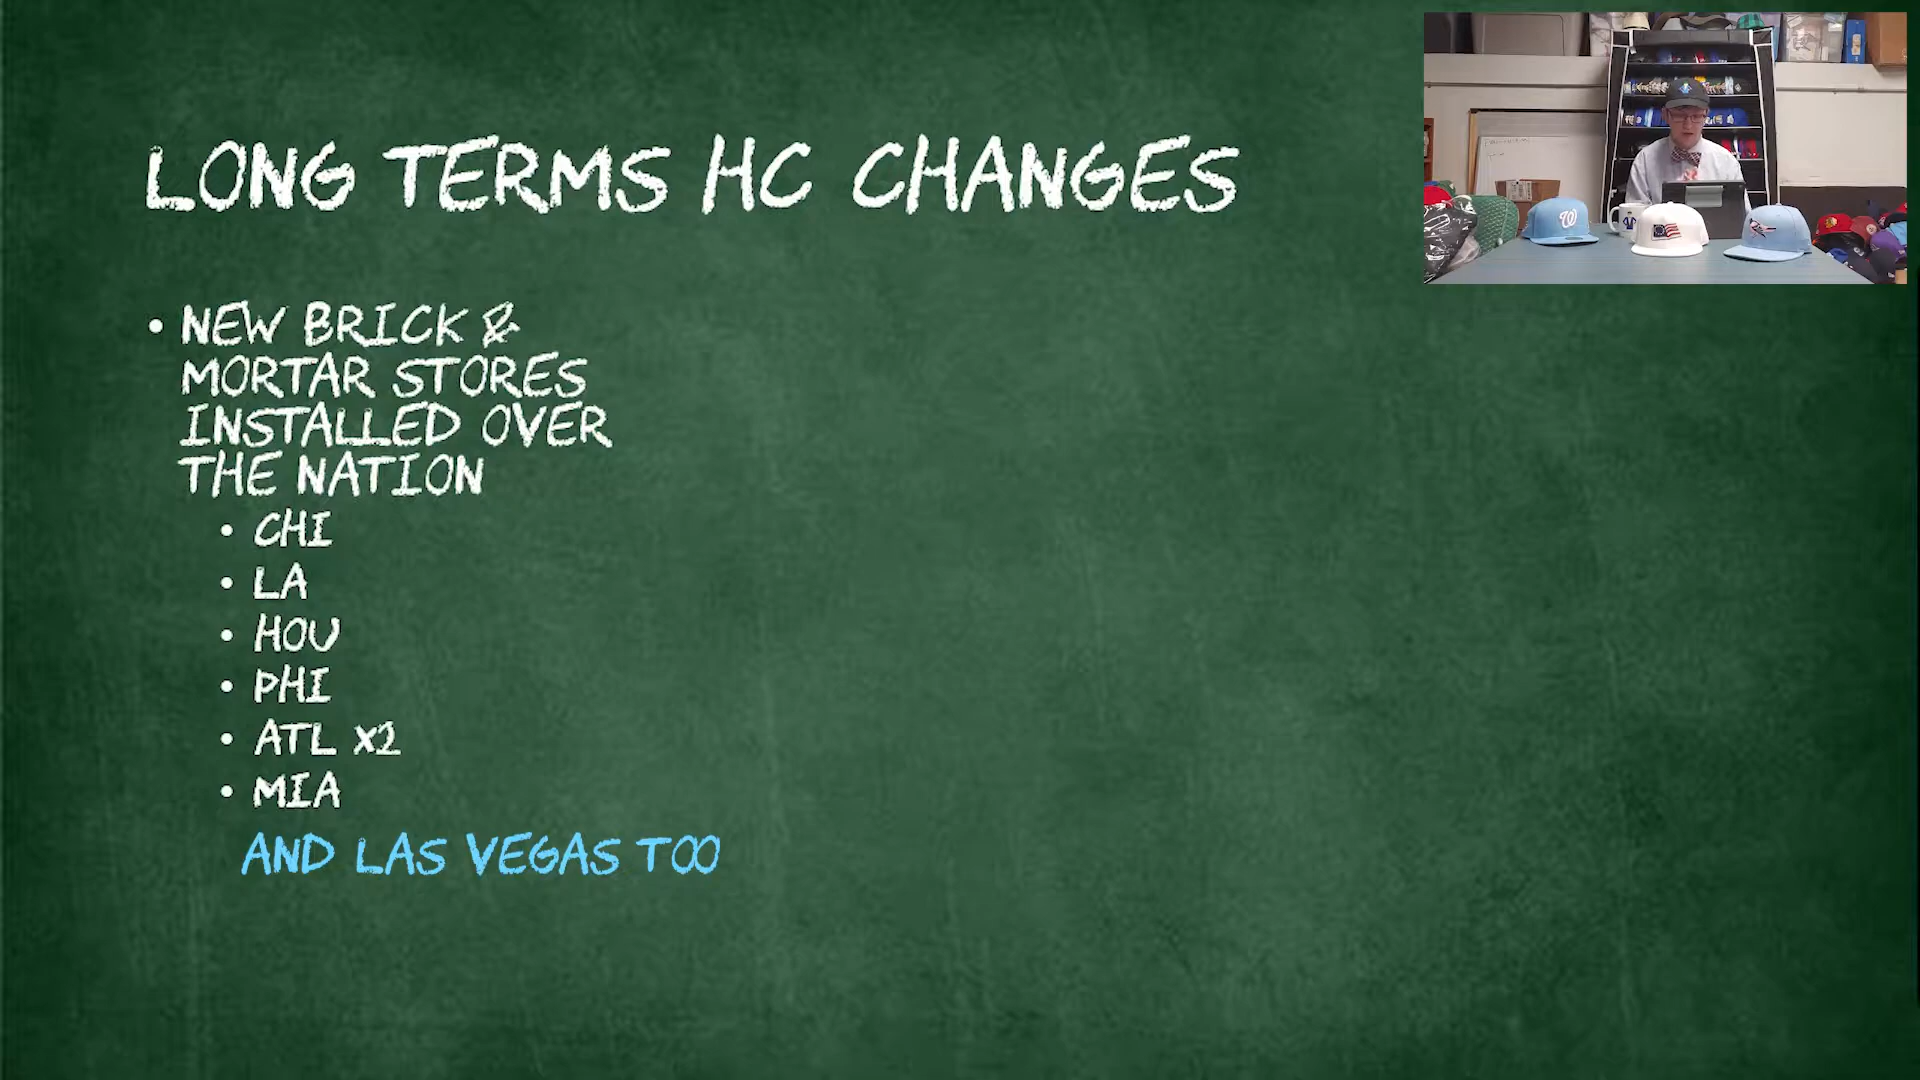 LONG TERMS HC CHANGES
• NEW BRICK &
MORTAR STORES
INSTALLED OVER
THE NATION
• CHI
• LA
• HOU
• PHI
• ATL X2
• MIA
AND LAS VEGAS TOO
W